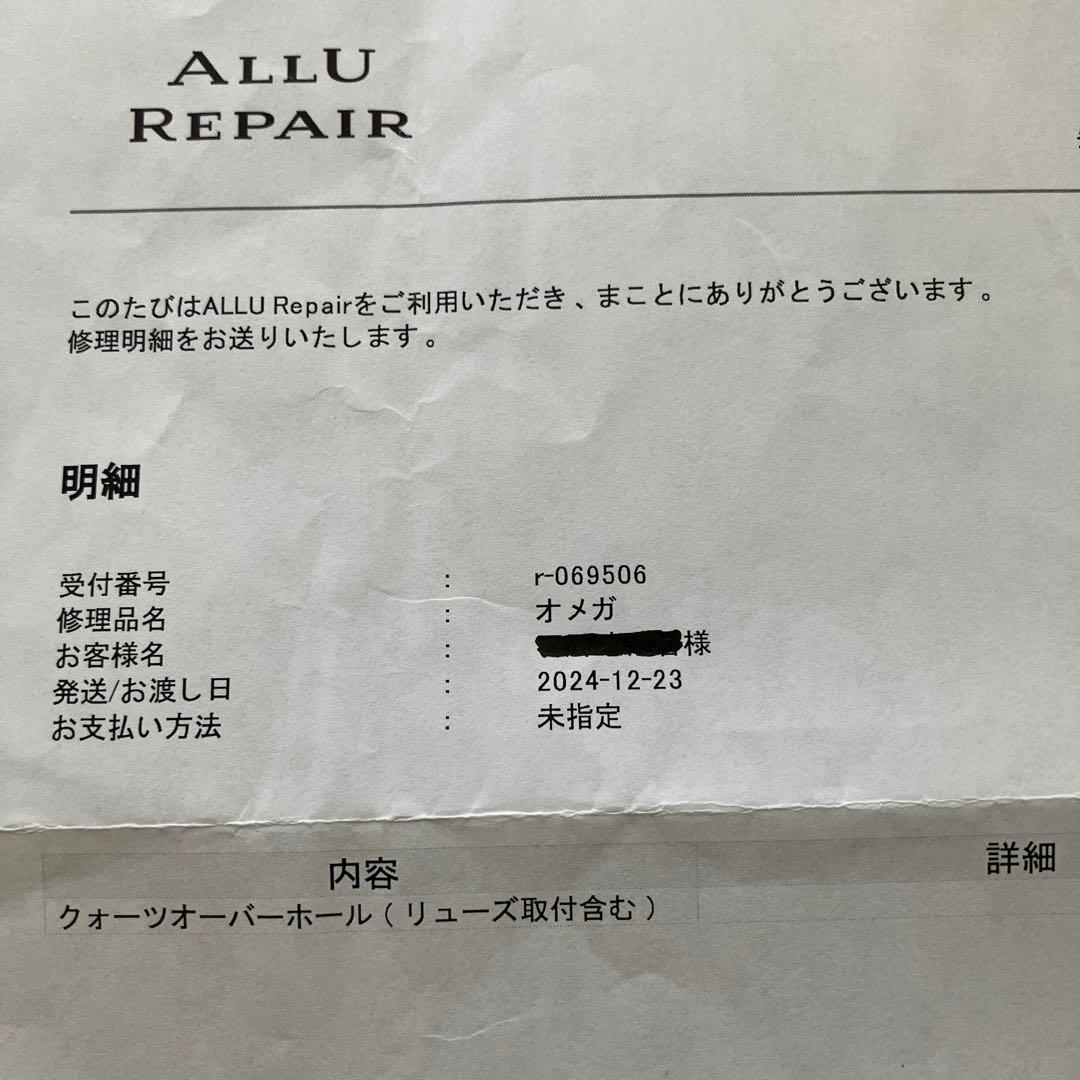 ALLU
REPAIR
このたびはALLU Repairをご利用いただき、まことにありがとうございます。
修理明細をお送りいたします。
明細
受付番号 : r-069506
修理品名 : オメガ
お客様名 : 様
発送/お渡し日 : 2024-12-23
お支払い方法 : 未指定
内容 詳細
クォーツオーバーホール(リューズ取付含む)